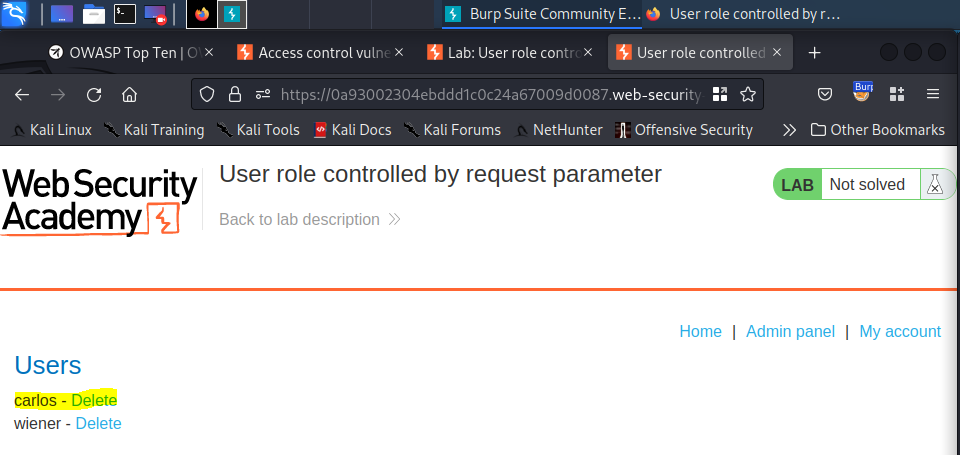 Burp Suite Community E...
User role controlled by r...
OWASP Top Ten | O
Access control vulne
Lab: User role contro
User role controlled
https://0a93002304ebddd1c0c24a67009d0087.web-security
Burp
Kali Linux
Kali Training
Kali Tools
Kali Docs
Kali Forums
NetHunter
Offensive Security
Other Bookmarks
WebSecurity
Academy
User role controlled by request parameter
Back to lab description
LAB
Not solved
Home | Admin panel | My account
Users
carlos - Delete
wiener - Delete